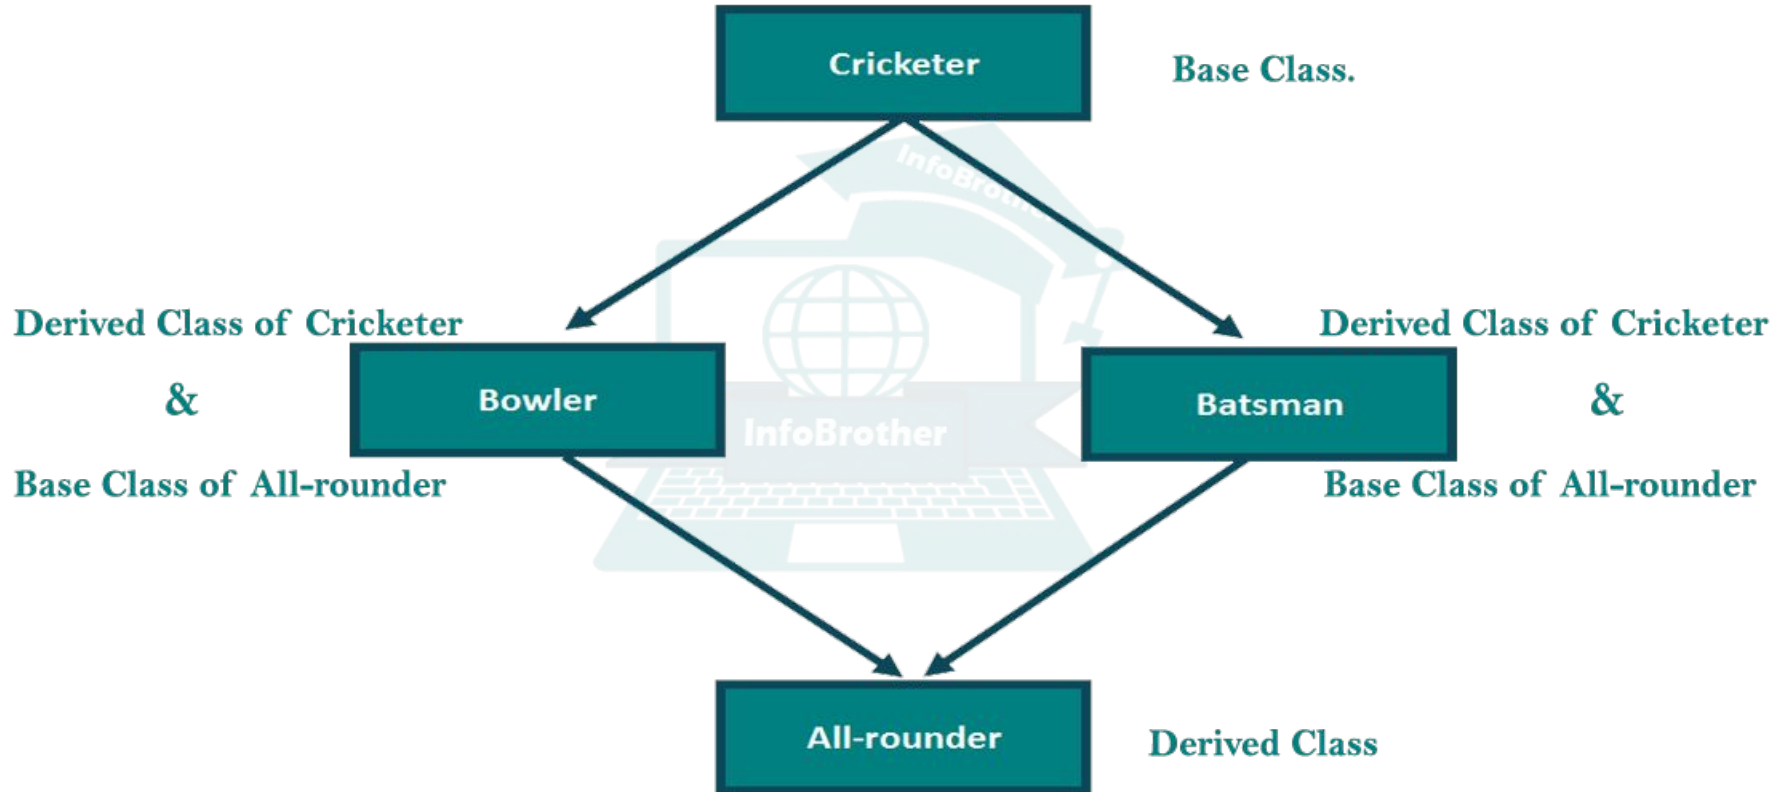 Cricketer
Base Class.
InfoBrother
Derived Class of Cricketer
&
Base Class of All-rounder
Bowler
InfoBrother
Batsman
Derived Class of Cricketer
&
Base Class of All-rounder
All-rounder
Derived Class